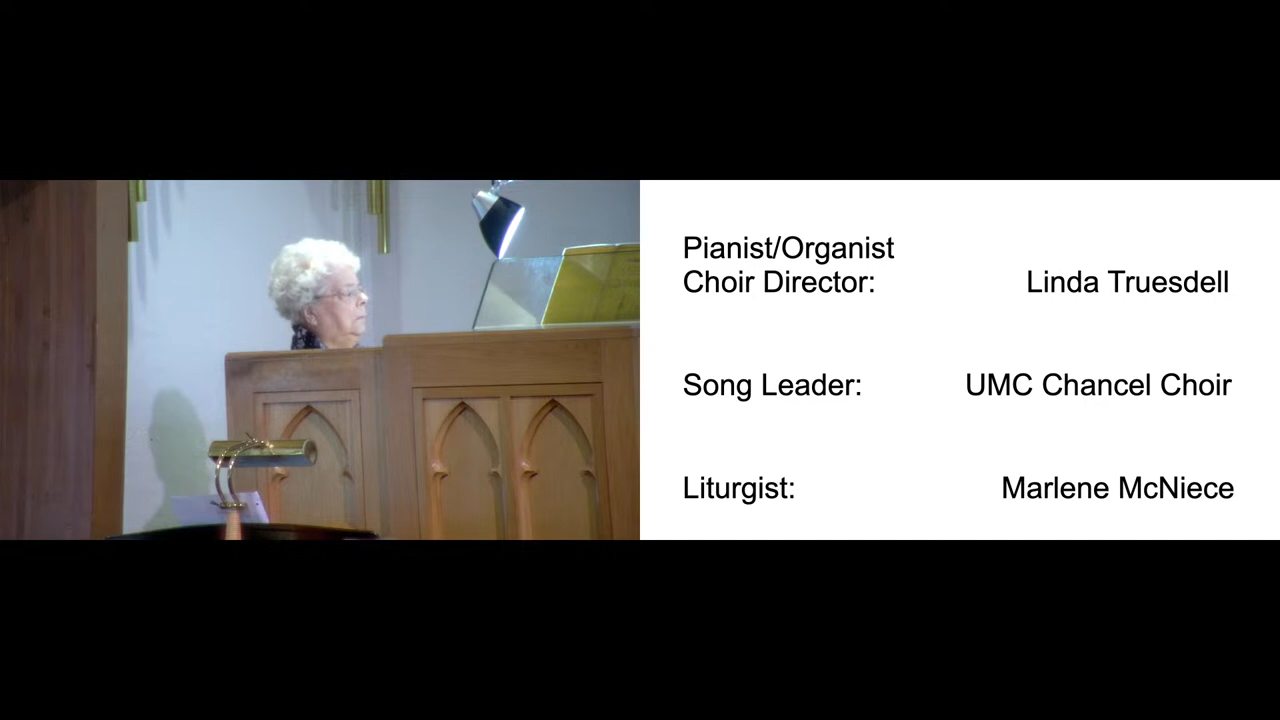 Pianist/Organist
Choir Director: Linda Truesdell
Song Leader: UMC Chancel Choir
Liturgist: Marlene McNiece